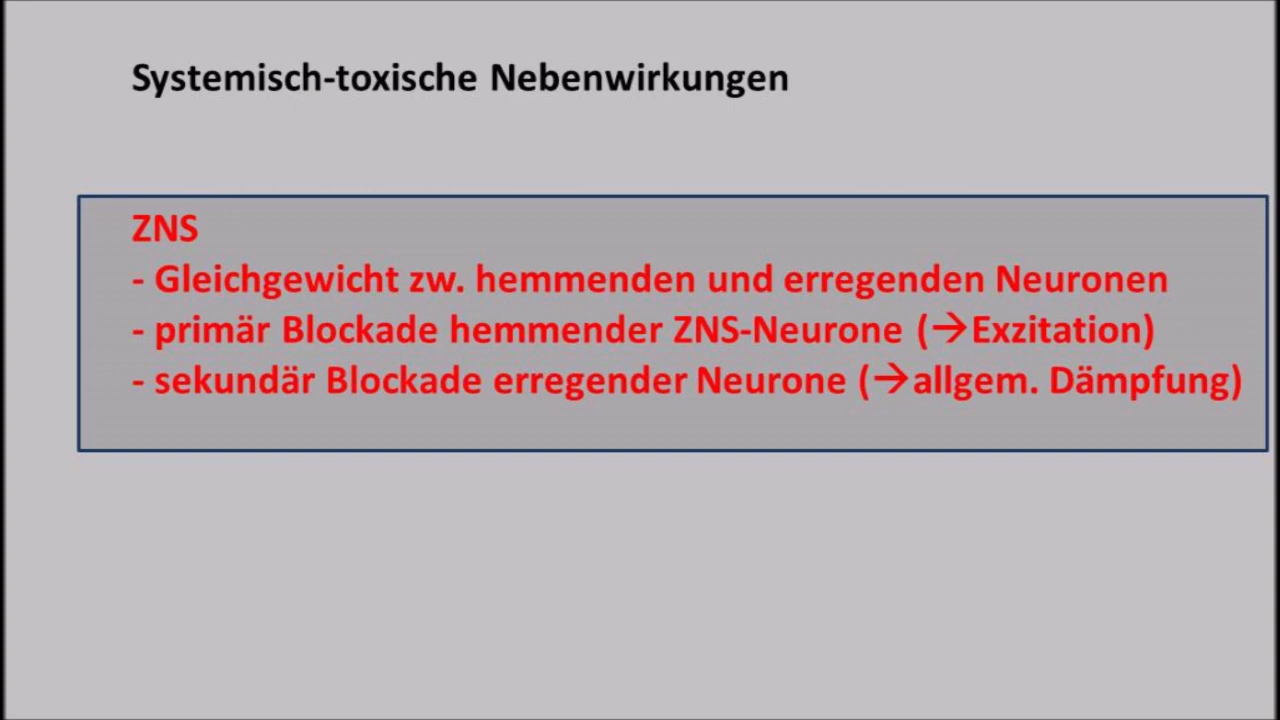 Systemisch-toxische Nebenwirkungen
ZNS
- Gleichgewicht zw. hemmenden und erregenden Neuronen
- primär Blockade hemmender ZNS-Neurone (→Exzitation)
- sekundär Blockade erregender Neurone (→allgem. Dämpfung)